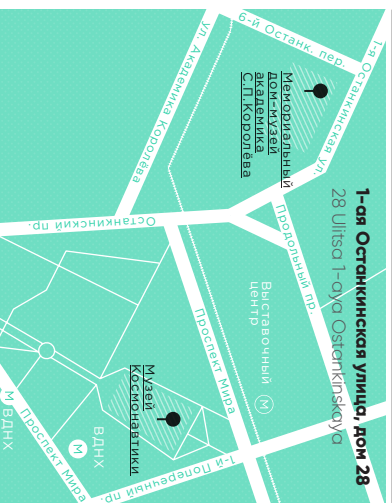 1-ая Останкинская улица, дом 28
28 Ulitsa 1-aya Ostankinskaya
6-й Останк. пер.
1-я Останкинская ул.
ул. Академика Королёва
Мемориальный
дом-музей
академика
С.П.Королёва
Останкинский пр.
Продольный пр.
Выставочный
центр
М
Проспект Мира
Музей
Космонавтики
1-й Поперечный пр.
ВДНХ
М
М ВДНХ
Проспект Мира